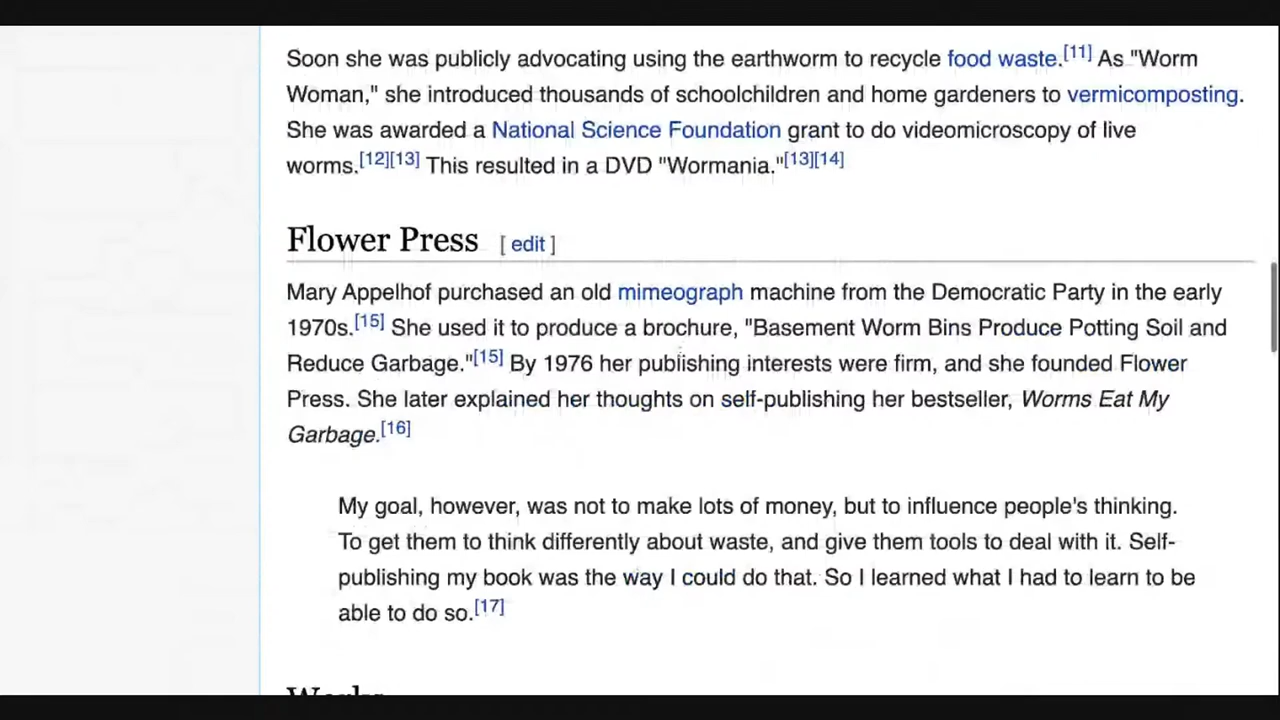 Soon she was publicly advocating using the earthworm to recycle food waste.[11] As "Worm
Woman," she introduced thousands of schoolchildren and home gardeners to vermicomposting.
She was awarded a National Science Foundation grant to do videomicroscopy of live
worms.[12][13] This resulted in a DVD "Wormania."[13][14]
Flower Press [ edit ]
Mary Appelhof purchased an old mimeograph machine from the Democratic Party in the early
1970s.[15] She used it to produce a brochure, "Basement Worm Bins Produce Potting Soil and
Reduce Garbage."[15] By 1976 her publishing interests were firm, and she founded Flower
Press. She later explained her thoughts on self-publishing her bestseller, Worms Eat My
Garbage.[16]
My goal, however, was not to make lots of money, but to influence people's thinking.
To get them to think differently about waste, and give them tools to deal with it. Self-
publishing my book was the way I could do that. So I learned what I had to learn to be
able to do so.[17]
Works